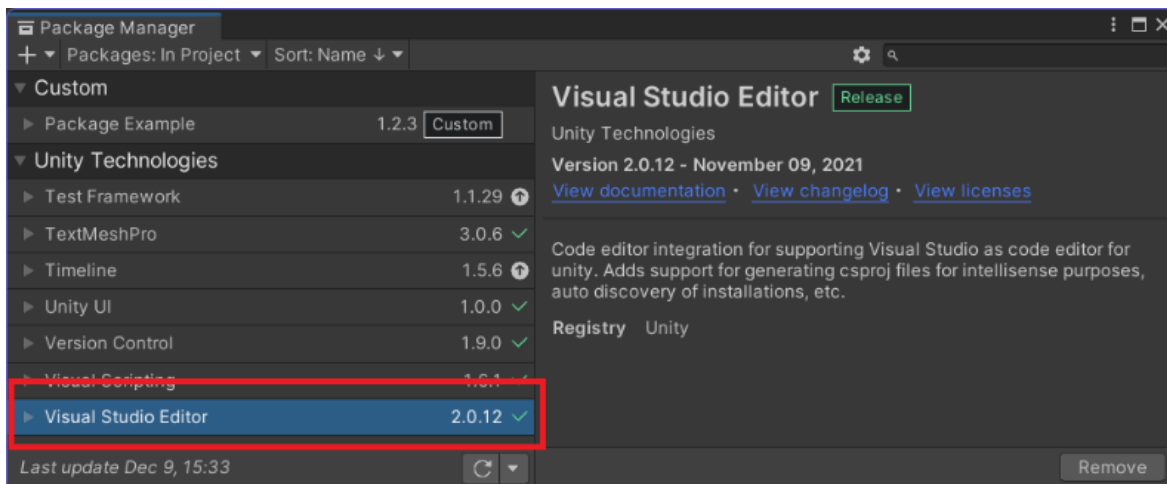 Package Manager
Packages: In Project Sort: Name ↓
Custom
Package Example 1.2.3 Custom
Unity Technologies
Test Framework 1.1.29
TextMeshPro 3.0.6
Timeline 1.5.6
Unity UI 1.0.0
Version Control 1.9.0
Visual Scripting 1.6.1
Visual Studio Editor 2.0.12
Last update Dec 9, 15:33
Visual Studio Editor Release
Unity Technologies
Version 2.0.12 - November 09, 2021
View documentation • View changelog • View licenses
Code editor integration for supporting Visual Studio as code editor for
unity. Adds support for generating csproj files for intellisense purposes,
auto discovery of installations, etc.
Registry Unity
Remove